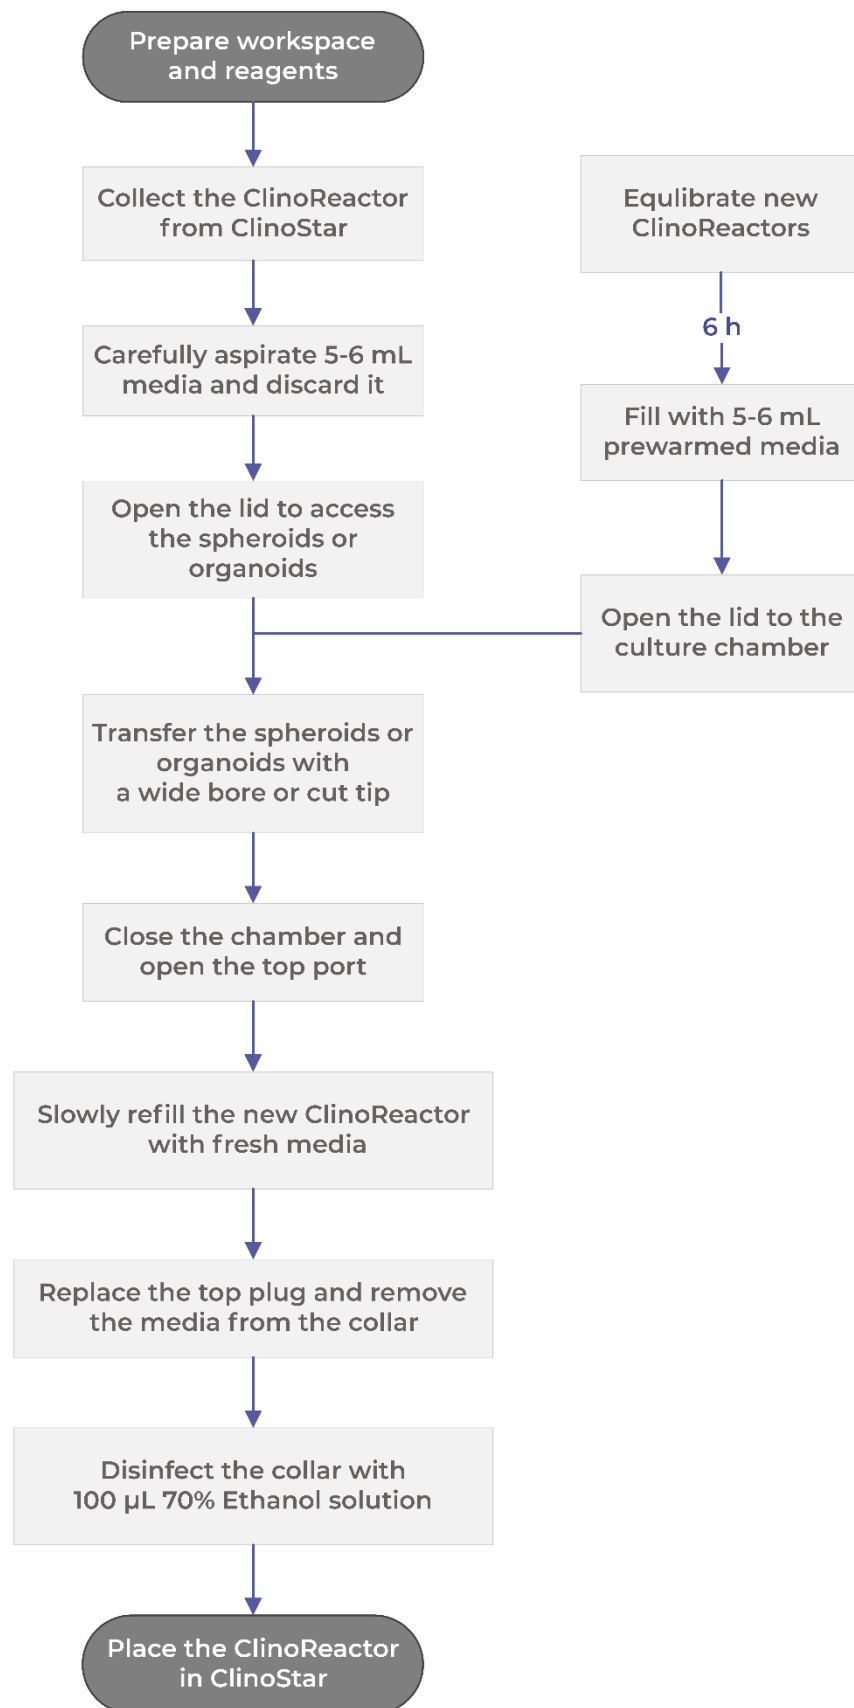 Prepare workspace
and reagents
Collect the ClinoReactor
from ClinoStar
Carefully aspirate 5-6 mL
media and discard it
Open the lid to access
the spheroids or
organoids
Equlibrate new
ClinoReactors
6 h
Fill with 5-6 mL
prewarmed media
Open the lid to the
culture chamber
Transfer the spheroids or
organoids with
a wide bore or cut tip
Close the chamber and
open the top port
Slowly refill the new ClinoReactor
with fresh media
Replace the top plug and remove
the media from the collar
Disinfect the collar with
100 µL 70% Ethanol solution
Place the ClinoReactor
in ClinoStar